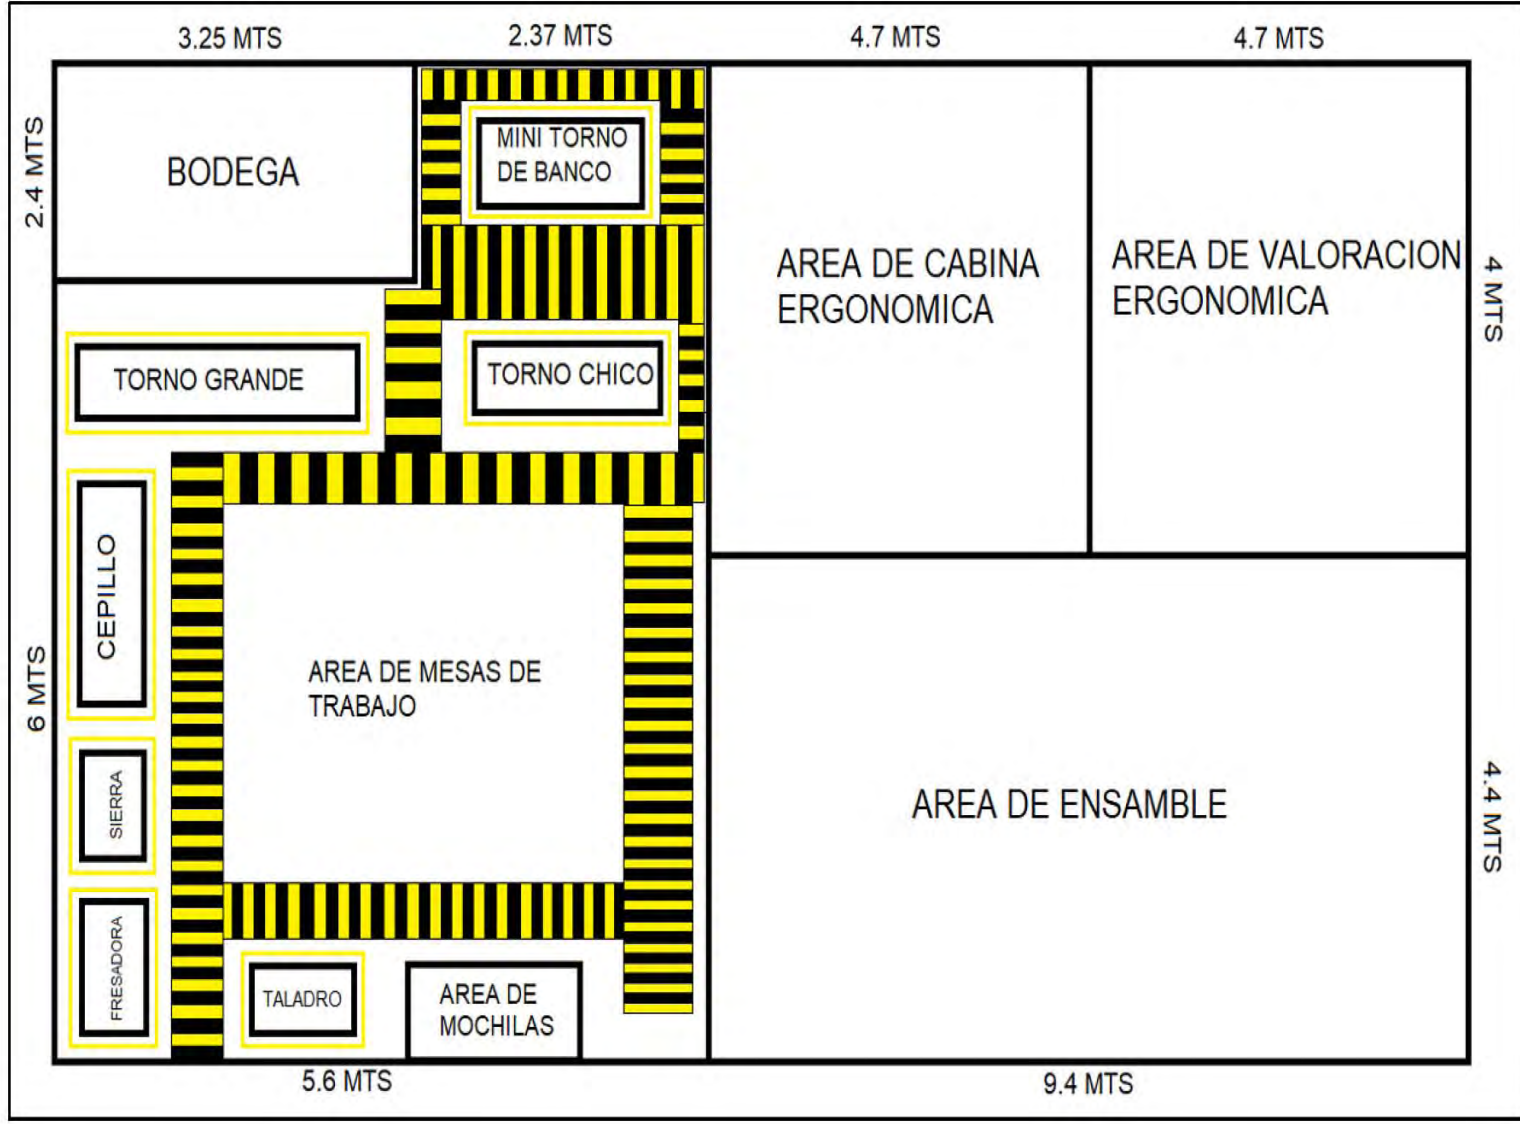 3.25 MTS
2.37 MTS
4.7 MTS
4.7 MTS
2.4 MTS
BODEGA
MINI TORNO
DE BANCO
AREA DE CABINA
ERGONOMICA
AREA DE VALORACION
ERGONOMICA
4 MTS
TORNO GRANDE
TORNO CHICO
CEPILLO
6 MTS
AREA DE MESAS DE
TRABAJO
SIERRA
AREA DE ENSAMBLE
4.4 MTS
FRESADORA
TALADRO
AREA DE
MOCHILAS
5.6 MTS
9.4 MTS